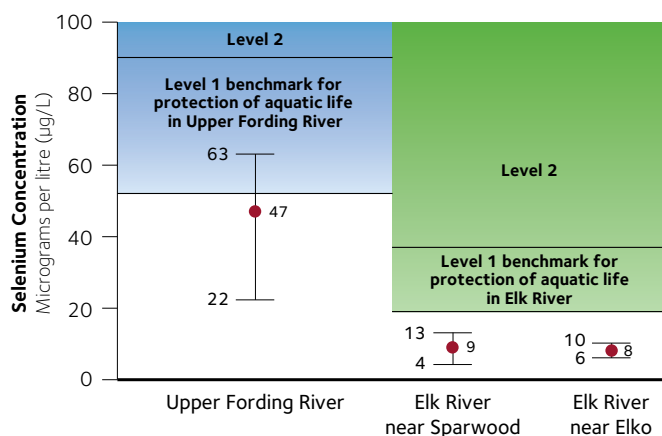 Selenium Concentration
Micrograms per litre (µg/L)
100
80
60
40
20
0
Level 2
Level 1 benchmark for
protection of aquatic life
in Upper Fording River
63
47
22
Level 2
Level 1 benchmark for
protection of aquatic life
in Elk River
13
9
4
10
8
6
Upper Fording River
Elk River
near Sparwood
Elk River
near Elko